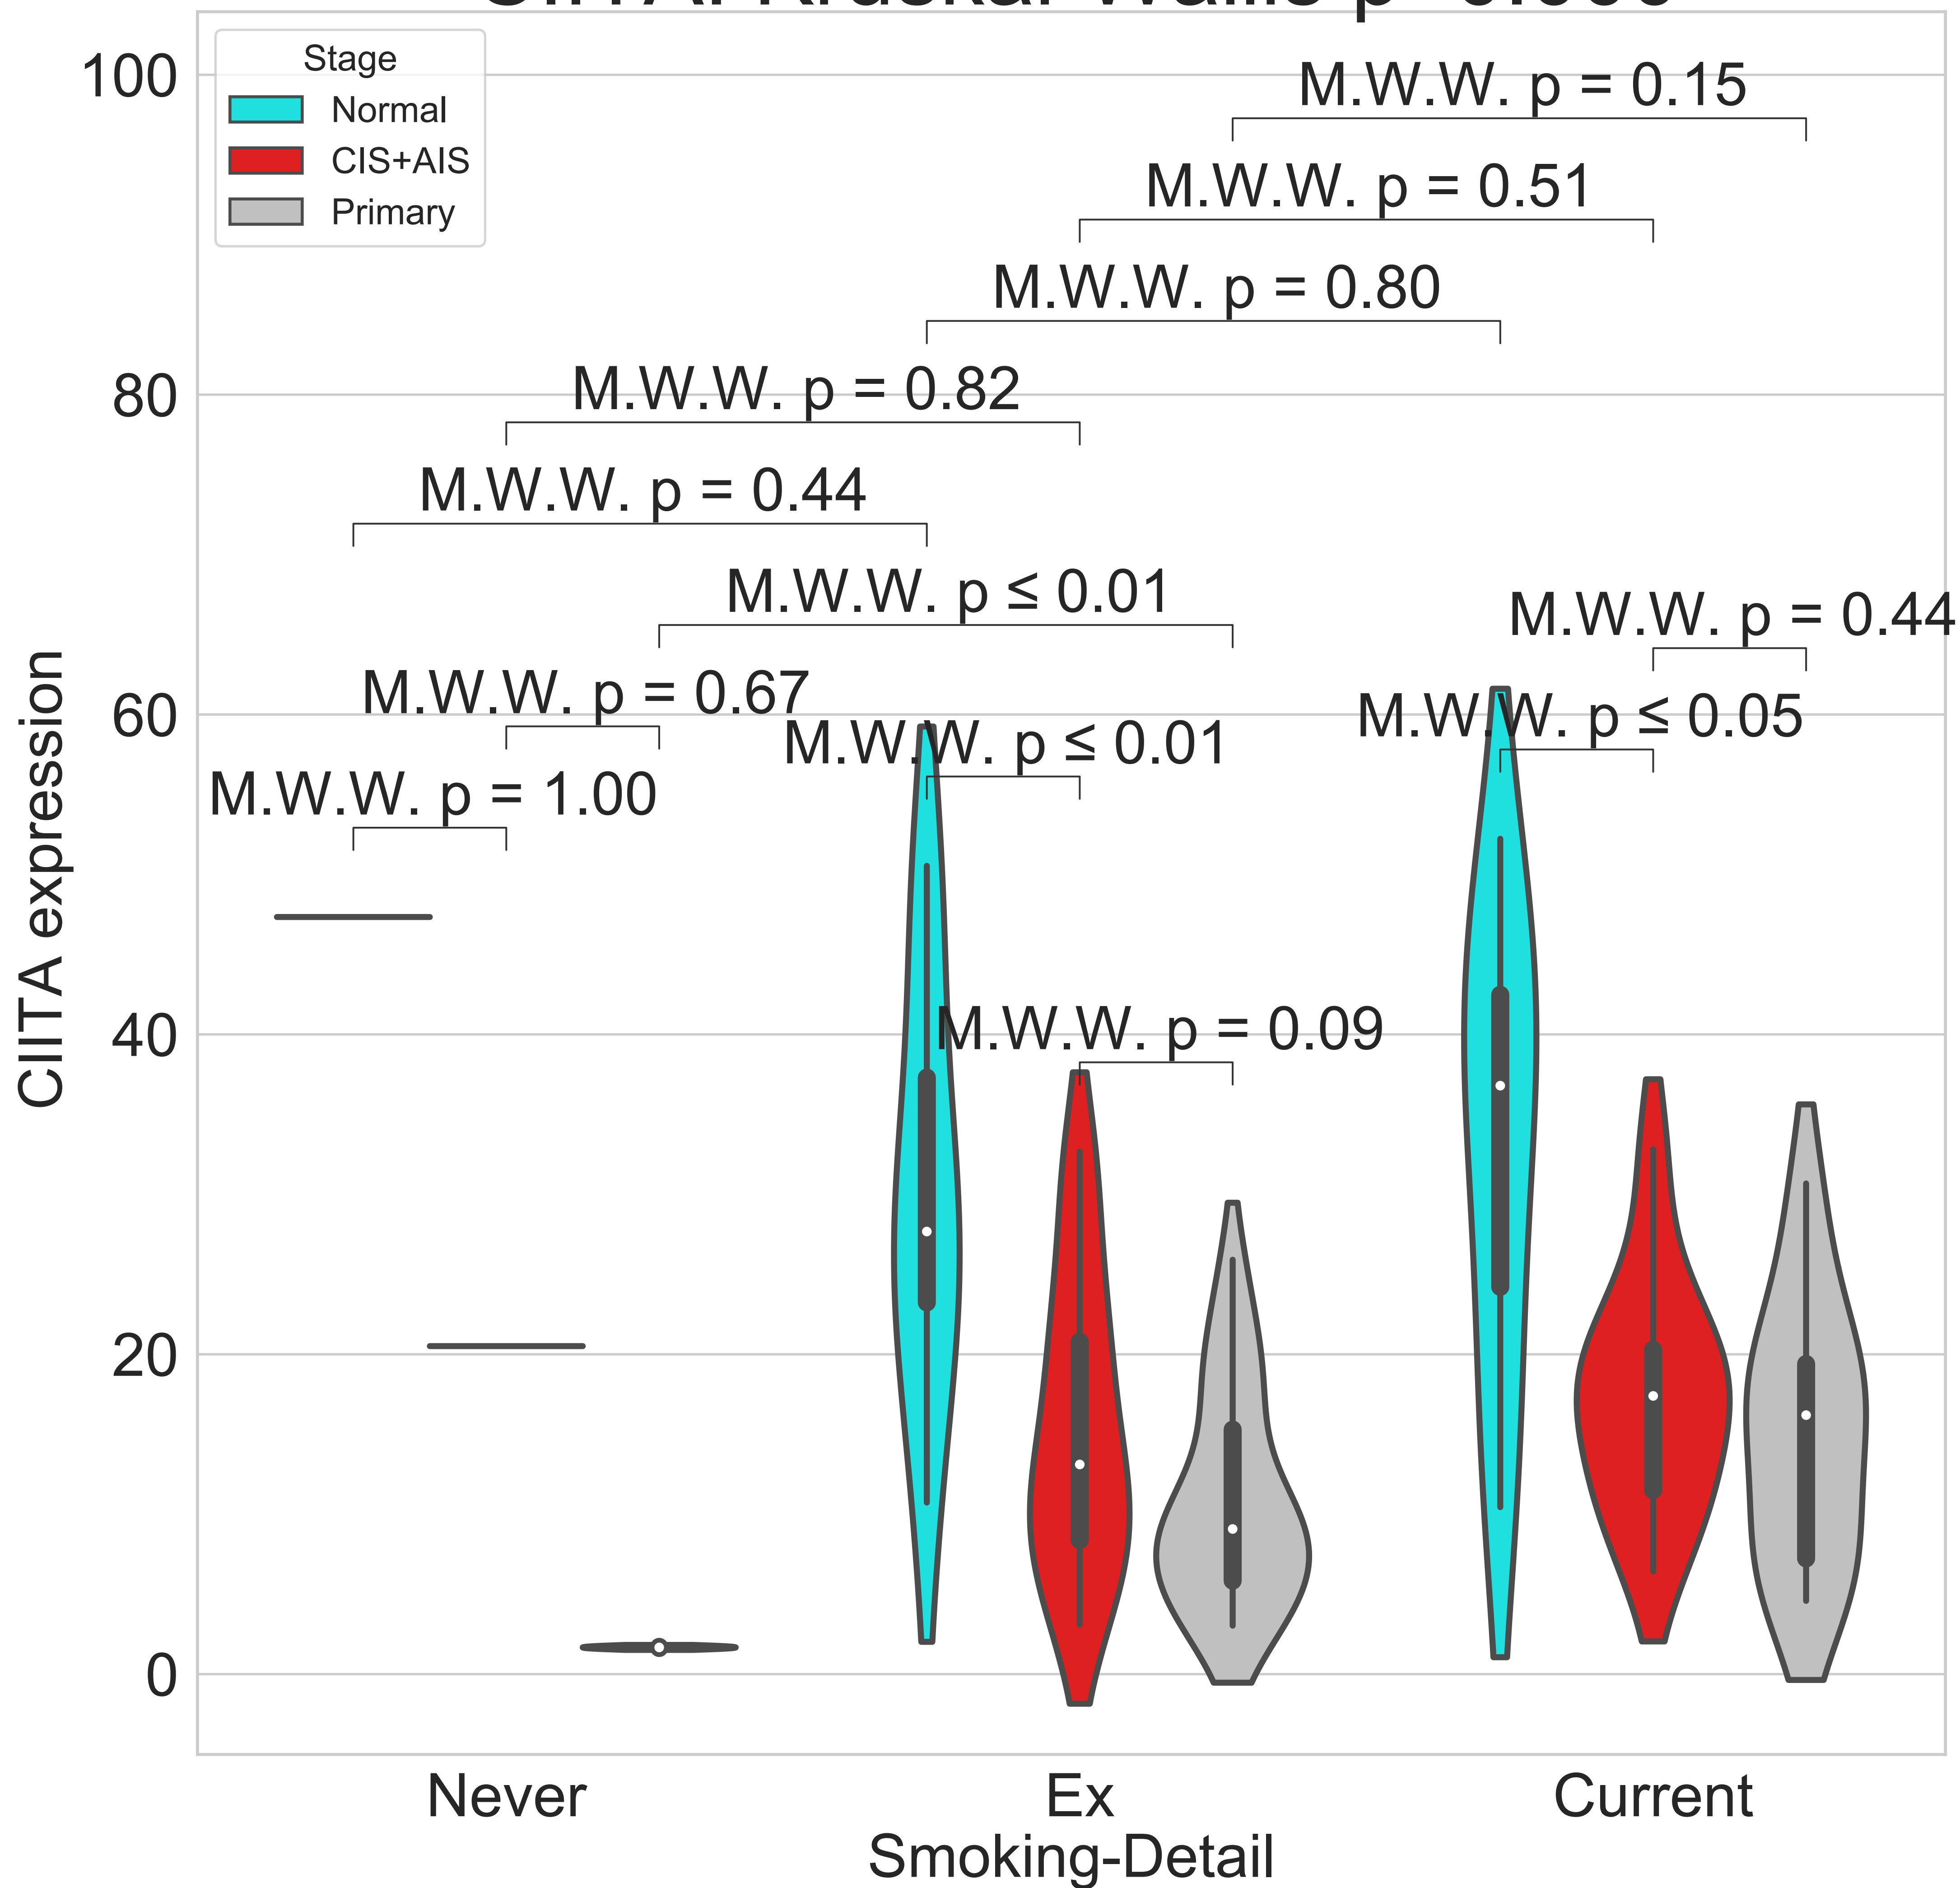 Stage
Normal
CIS+AIS
Primary
100
80
60
40
20
0
CIITA expression
M.W.W. p = 0.15
M.W.W. p = 0.51
M.W.W. p = 0.80
M.W.W. p = 0.82
M.W.W. p = 0.44
M.W.W. p ≤ 0.01
M.W.W. p = 0.44
M.W.W. p = 0.67
M.W.W. p ≤ 0.05
M.W.W. p ≤ 0.01
M.W.W. p = 1.00
M.W.W. p = 0.09
Never
Ex
Current
Smoking-Detail